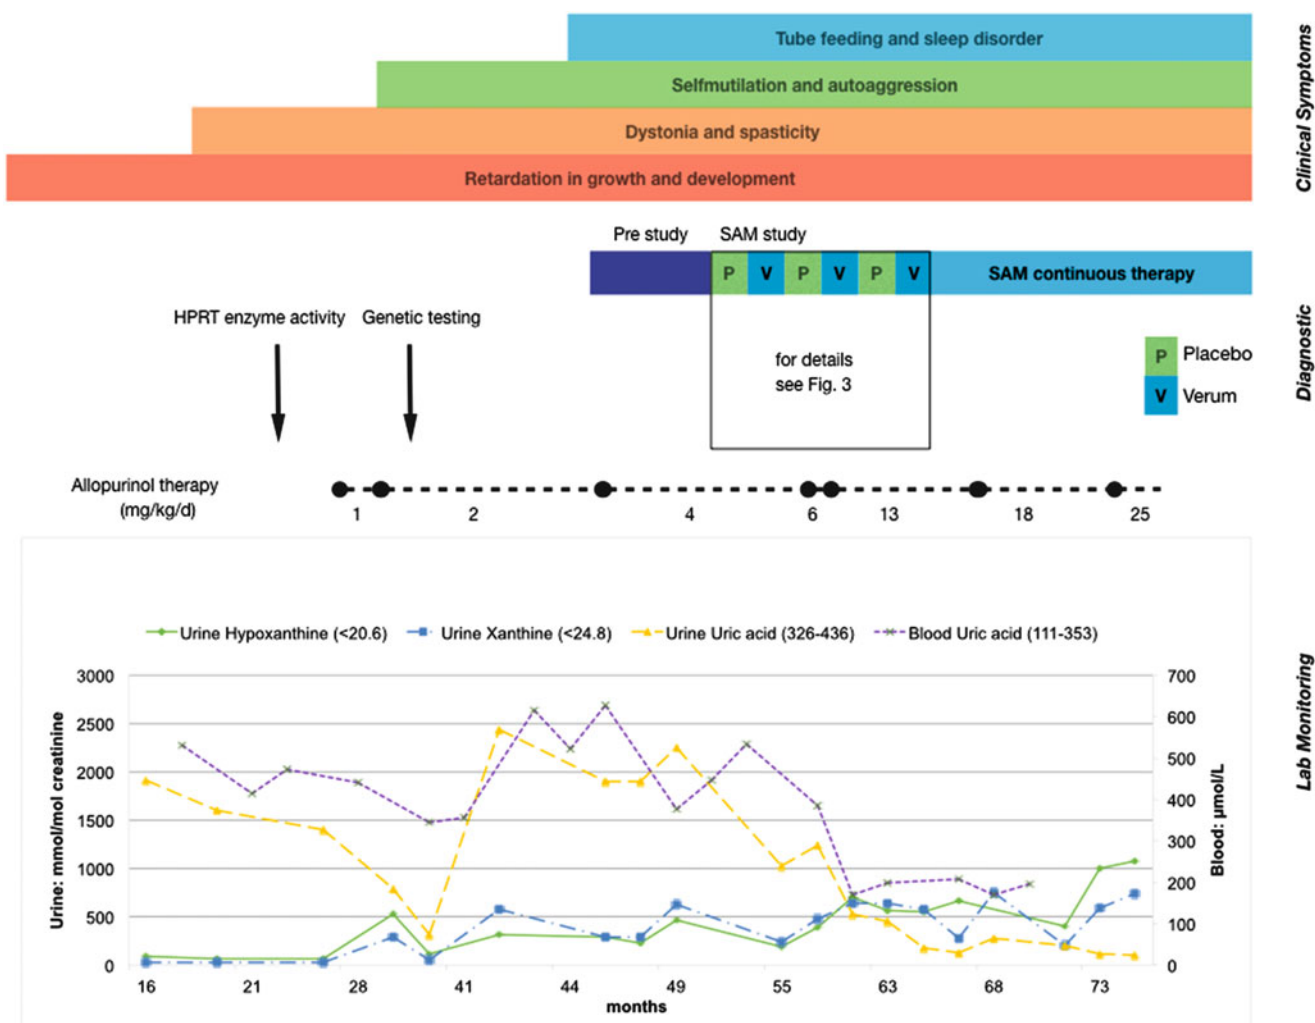 Tube feeding and sleep disorder
Selfmutilation and autoaggression
Dystonia and spasticity
Retardation in growth and development
Clinical Symptoms
Pre study SAM study
P V P V P V SAM continuous therapy
HPRT enzyme activity Genetic testing
for details
see Fig. 3
P Placebo
V Verum
Diagnostic
Allopurinol therapy
(mg/kg/d)
1 2 4 6 13 18 25
Urine Hypoxanthine (<20.6) Urine Xanthine (<24.8) Urine Uric acid (326-436) Blood Uric acid (111-353)
Urine: mmol/mol creatinine
3000
2500
2000
1500
1000
500
0
700
600
500
400
300
200
100
0
Blood: µmol/L
16 21 28 41 44 49 55 63 68 73
months
Lab Monitoring